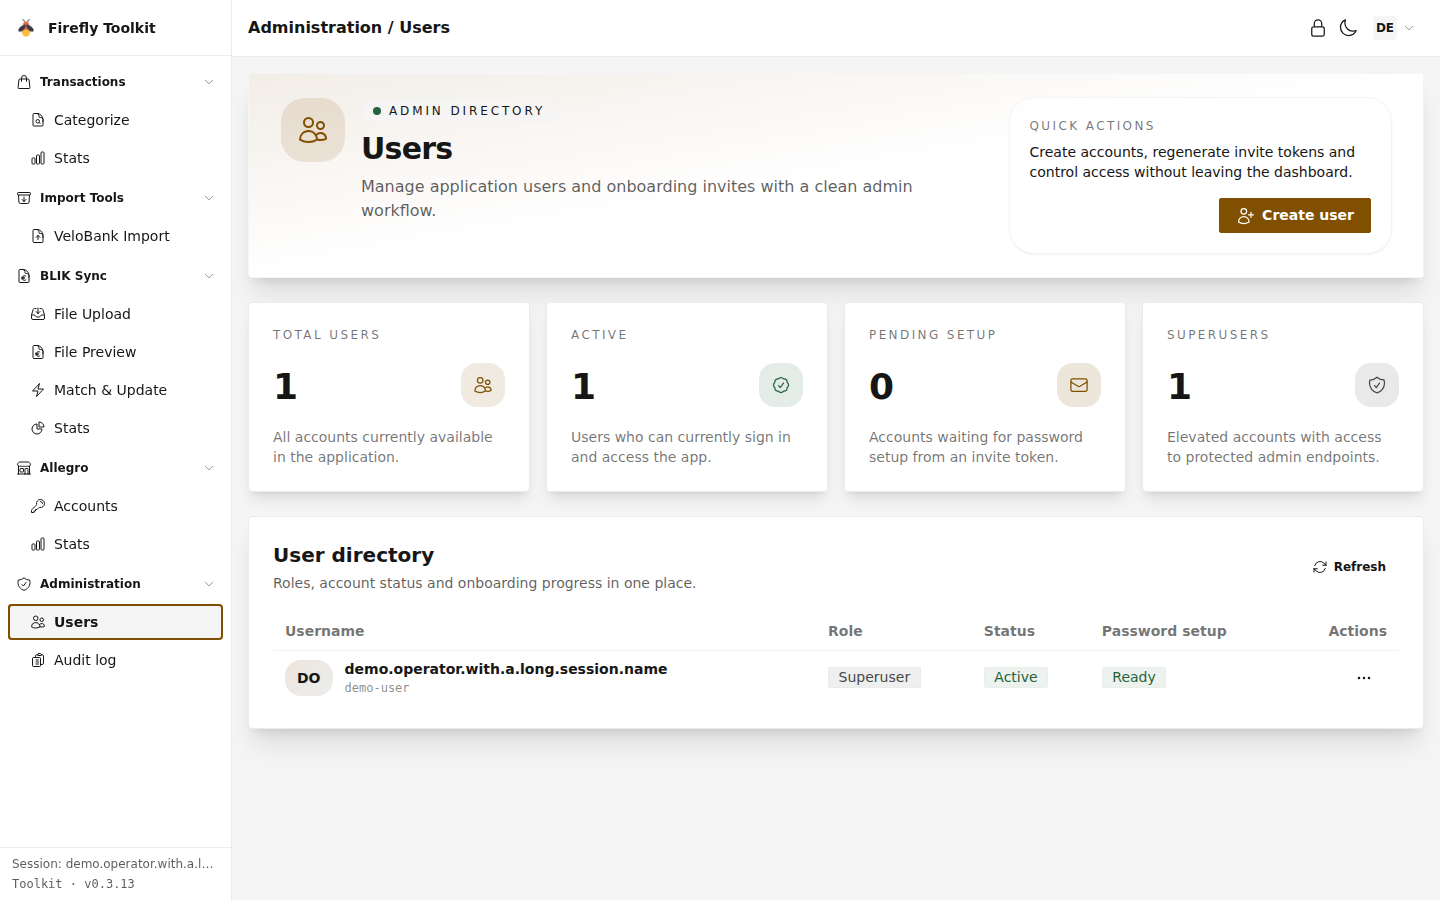 Firefly Toolkit
Administration / Users
DE
Transactions
Categorize
Stats
Import Tools
VeloBank Import
BLIK Sync
File Upload
File Preview
Match & Update
Stats
Allegro
Accounts
Stats
Administration
Users
Audit log
Session: demo.operator.with.a.l...
Toolkit · v0.3.13
ADMIN DIRECTORY
Users
Manage application users and onboarding invites with a clean admin
workflow.
QUICK ACTIONS
Create accounts, regenerate invite tokens and
control access without leaving the dashboard.
Create user
TOTAL USERS
1
All accounts currently available
in the application.
ACTIVE
1
Users who can currently sign in
and access the app.
PENDING SETUP
0
Accounts waiting for password
setup from an invite token.
SUPERUSERS
1
Elevated accounts with access
to protected admin endpoints.
User directory
Roles, account status and onboarding progress in one place.
Refresh
Username Role Status Password setup Actions
DO demo.operator.with.a.long.session.name Superuser Active Ready
demo-user